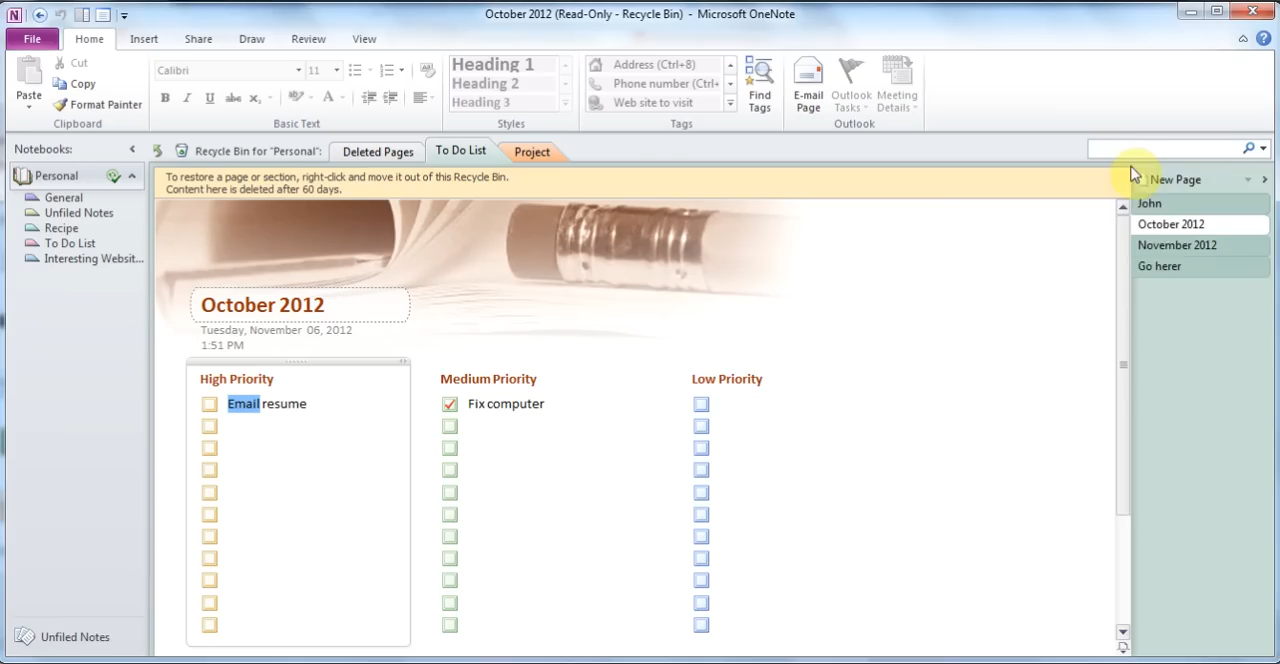 October 2012 (Read-Only - Recycle Bin) - Microsoft OneNote
File Home Insert Share Draw Review View
Paste
Cut
Copy
Format Painter
Clipboard
Calibri 11
B I U abc X₂ A
Basic Text
Heading 1
Heading 2
Heading 3
Styles
Address (Ctrl+8)
Phone number (Ctrl+
Web site to visit
Tags
Find
Tags
E-mail
Page
Outlook
Tasks
Meeting
Details
Outlook
Notebooks:
Recycle Bin for "Personal":
Deleted Pages
To Do List
Project
Personal
General
Unfiled Notes
Recipe
To Do List
Interesting Websit...
Unfiled Notes
To restore a page or section, right-click and move it out of this Recycle Bin.
Content here is deleted after 60 days.
October 2012
Tuesday, November 06, 2012
1:51 PM
High Priority
Email resume
Medium Priority
Fix computer
Low Priority
New Page
John
October 2012
November 2012
Go herer